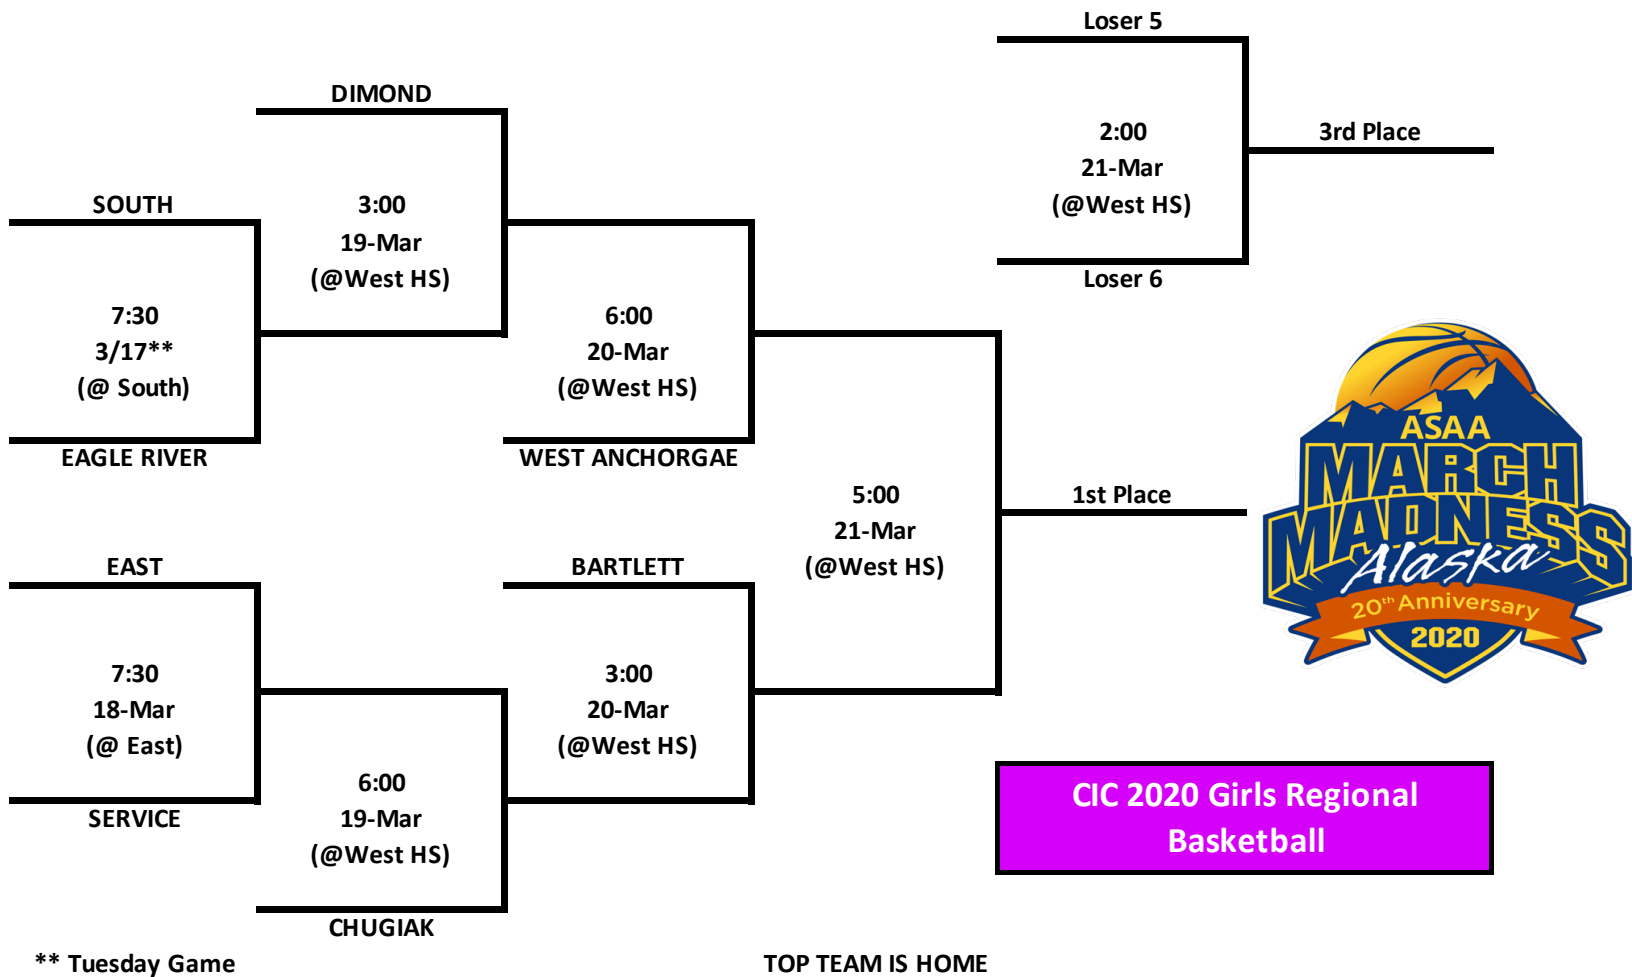 Loser 5
2:00
21-Mar
(@West HS)
3rd Place
Loser 6
DIMOND
3:00
19-Mar
(@West HS)
SOUTH
7:30
3/17**
(@ South)
EAGLE RIVER
6:00
20-Mar
(@West HS)
WEST ANCHORGAE
5:00
21-Mar
(@West HS)
1st Place
EAST
7:30
18-Mar
(@ East)
SERVICE
BARTLETT
3:00
20-Mar
(@West HS)
6:00
19-Mar
(@West HS)
CHUGIAK
ASAA
MARCH
MADNESS
Alaska
20th Anniversary
2020
CIC 2020 Girls Regional
Basketball
** Tuesday Game
TOP TEAM IS HOME